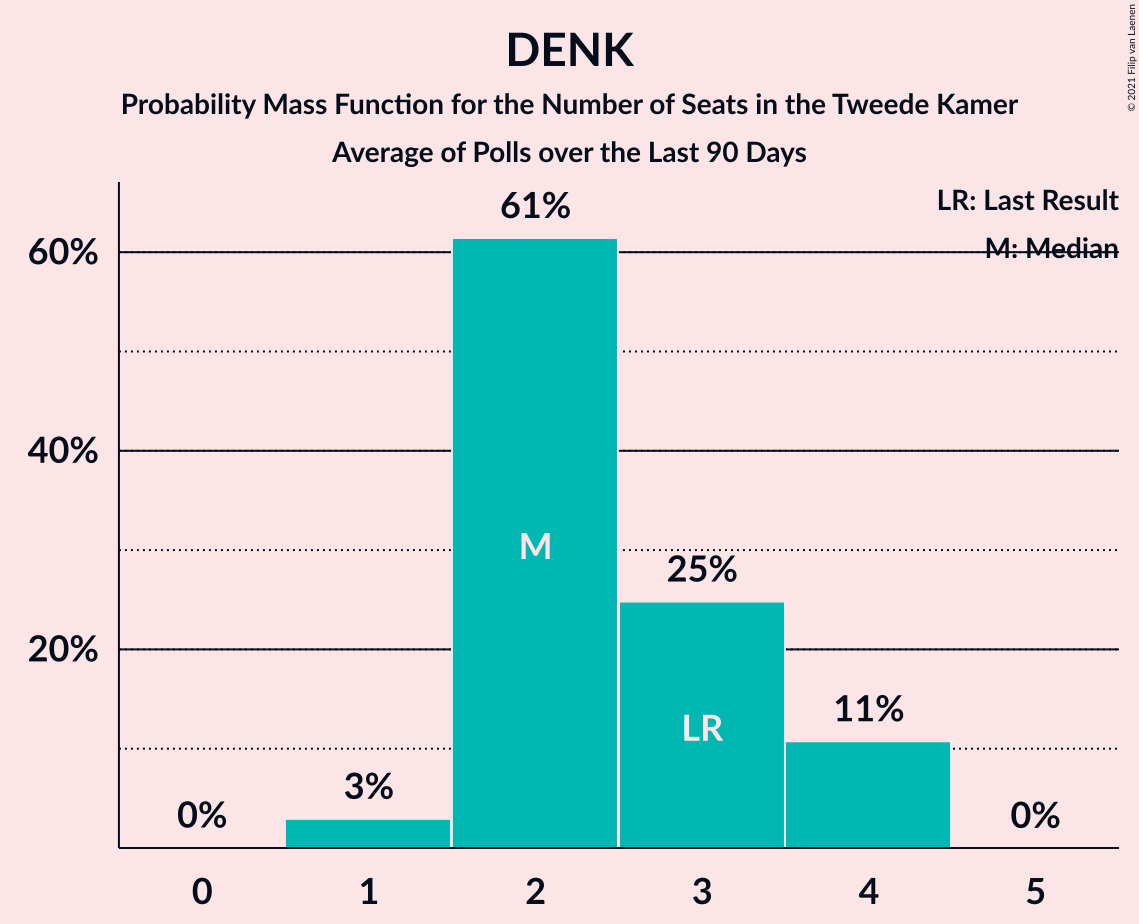 DENK
Probability Mass Function for the Number of Seats in the Tweede Kamer
Average of Polls over the Last 90 Days
© 2021 Filip van Laenen
LR: Last Result
M: Median
60%
40%
20%
0%
3%
61%
M
25%
LR
11%
0%
0 1 2 3 4 5